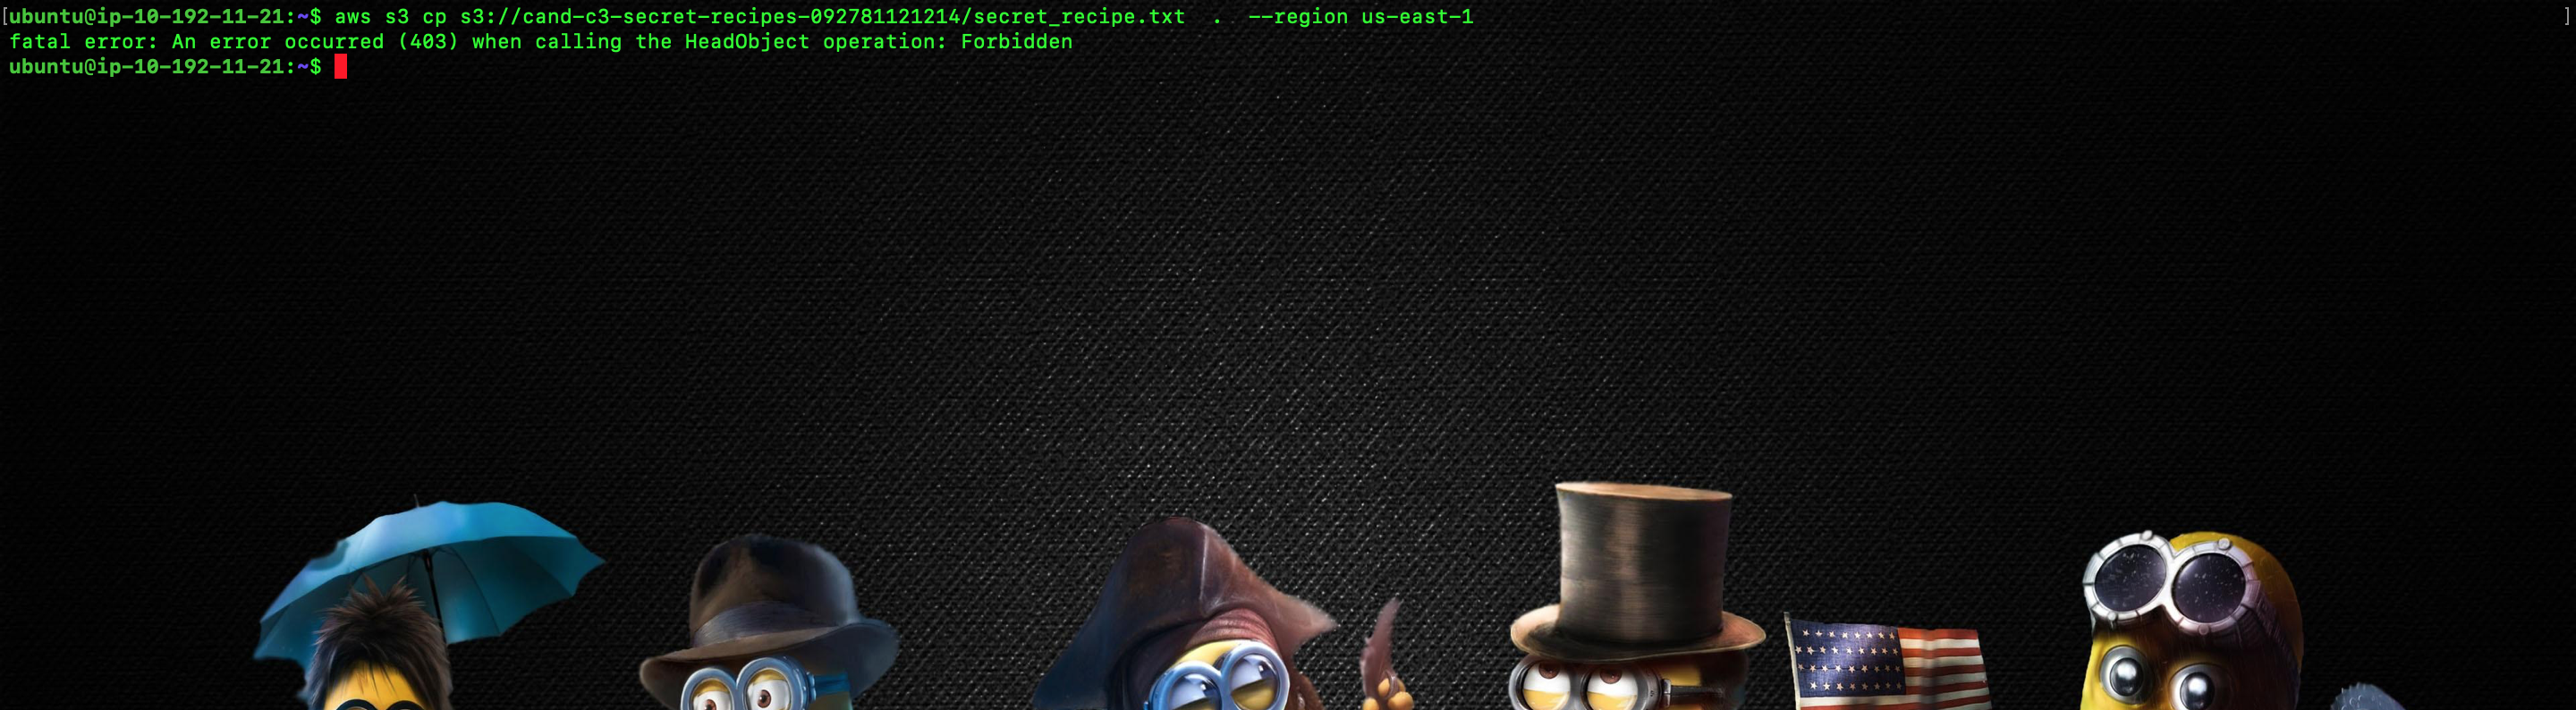 [ubuntu@ip-10-192-11-21:~$ aws s3 cp s3://cand-c3-secret-recipes-092781121214/secret_recipe.txt  .  --region us-east-1 ]
fatal error: An error occurred (403) when calling the HeadObject operation: Forbidden
ubuntu@ip-10-192-11-21:~$